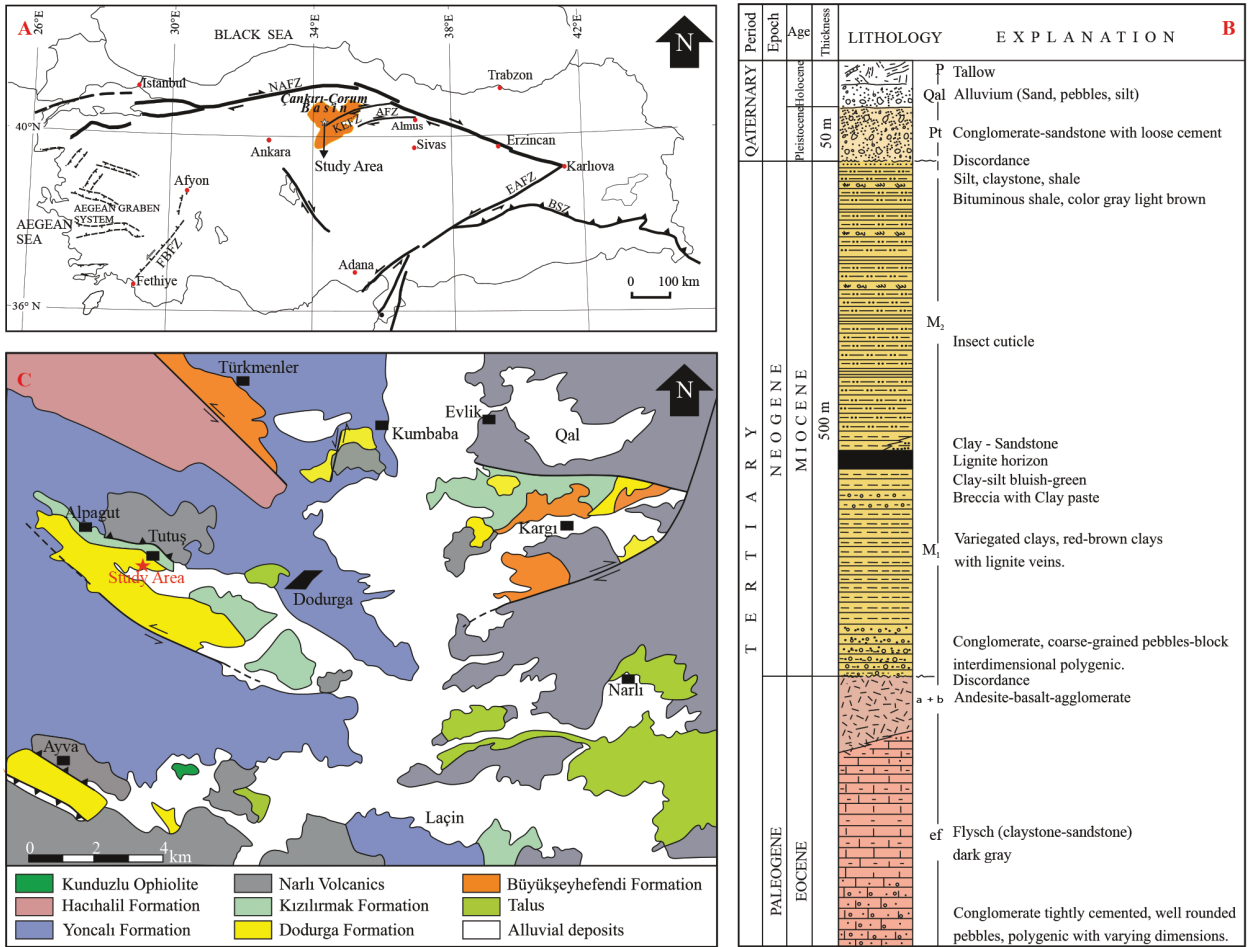 A
26°E
30°E
34°E
38°E
42°E
BLACK SEA
N
Istanbul
NAFZ
Trabzon
Çankırı-Çorum
Basin
AFZ
KEFZ
Almus
40°N
Ankara
Sivas
Erzincan
Study Area
Karlıova
Afyon
EAFZ
AEGEAN GRABEN
SYSTEM
BSZ
AEGEAN
SEA
FBFZ
Adana
Fethiye
0 100 km
36° N
C
Türkmenler
N
Evlik
Kumbaba
Qal
Alpagut
Tutuş
Kargı
Study Area
Dodurga
Narlı
Ayva
Laçin
0 2 4 km
Kunduzlu Ophiolite
Narlı Volcanics
Büyükşeyhefendi Formation
Hacıhalil Formation
Kızılırmak Formation
Talus
Yoncalı Formation
Dodurga Formation
Alluvial deposits
B
Period
Epoch
Age
Thickness
LITHOLOGY
EXPLANATION
QUATERNARY
Holocene
Pleistocene
50 m
P Tallow
Qal Alluvium (Sand, pebbles, silt)
Pt Conglomerate-sandstone with loose cement
Discordance
TERTIARY
NEOGENE
MIOCENE
500 m
Silt, claystone, shale
Bituminous shale, color gray light brown
M2
Insect cuticle
Clay - Sandstone
Lignite horizon
Clay-silt bluish-green
Breccia with Clay paste
M1
Variegated clays, red-brown clays
with lignite veins.
Conglomerate, coarse-grained pebbles-block
interdimensional polygenic.
Discordance
PALEOGENE
EOCENE
a + b Andesite-basalt-agglomerate
ef Flysch (claystone-sandstone)
dark gray
Conglomerate tightly cemented, well rounded
pebbles, polygenic with varying dimensions.